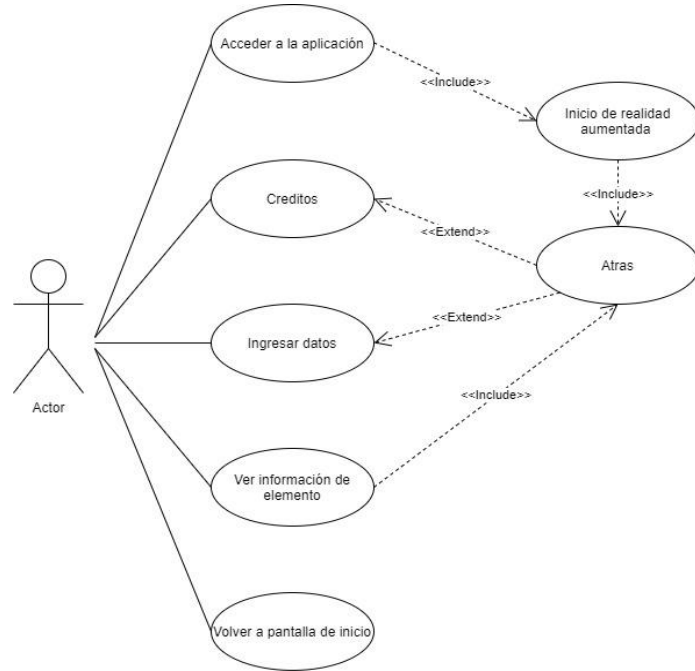 Acceder a la aplicación
<<Include>>
Inicio de realidad
aumentada
<<Include>>
Creditos
<<Extend>>
Atras
<<Extend>>
Ingresar datos
<<Include>>
Actor
Ver información de
elemento
Volver a pantalla de inicio